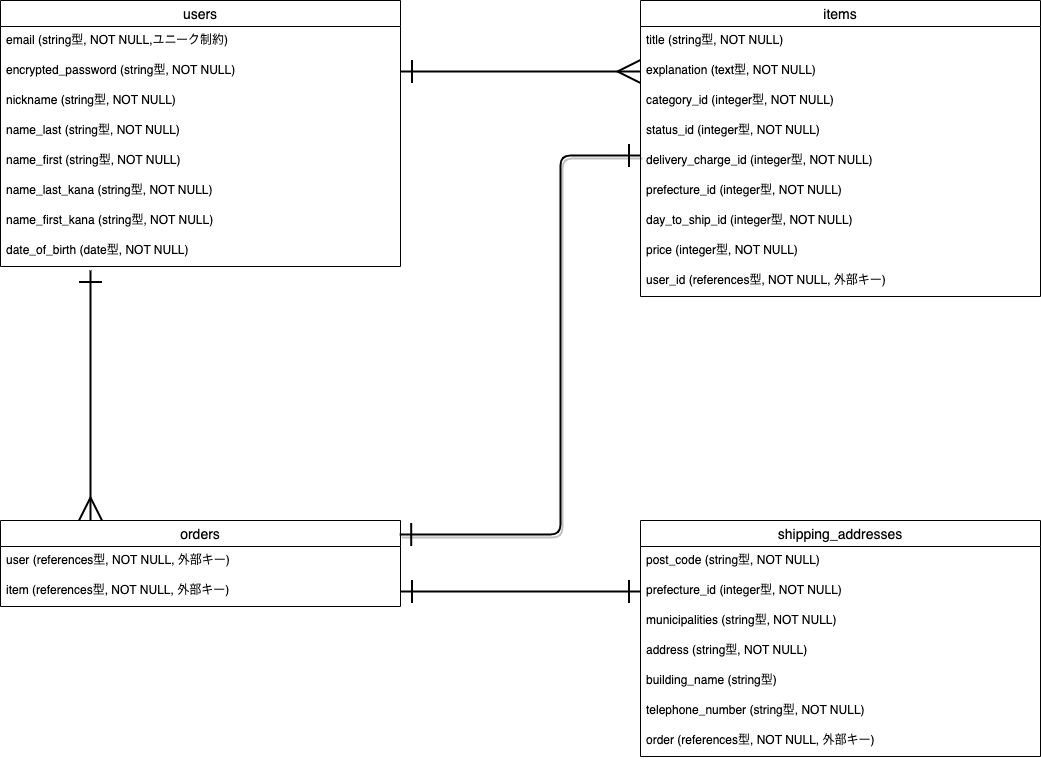 users
email (string型, NOT NULL,ユニーク制約)
encrypted_password (string型, NOT NULL)
nickname (string型, NOT NULL)
name_last (string型, NOT NULL)
name_first (string型, NOT NULL)
name_last_kana (string型, NOT NULL)
name_first_kana (string型, NOT NULL)
date_of_birth (date型, NOT NULL)
items
title (string型, NOT NULL)
explanation (text型, NOT NULL)
category_id (integer型, NOT NULL)
status_id (integer型, NOT NULL)
delivery_charge_id (integer型, NOT NULL)
prefecture_id (integer型, NOT NULL)
day_to_ship_id (integer型, NOT NULL)
price (integer型, NOT NULL)
user_id (references型, NOT NULL, 外部キー)
orders
user (references型, NOT NULL, 外部キー)
item (references型, NOT NULL, 外部キー)
shipping_addresses
post_code (string型, NOT NULL)
prefecture_id (integer型, NOT NULL)
municipalities (string型, NOT NULL)
address (string型, NOT NULL)
building_name (string型)
telephone_number (string型, NOT NULL)
order (references型, NOT NULL, 外部キー)